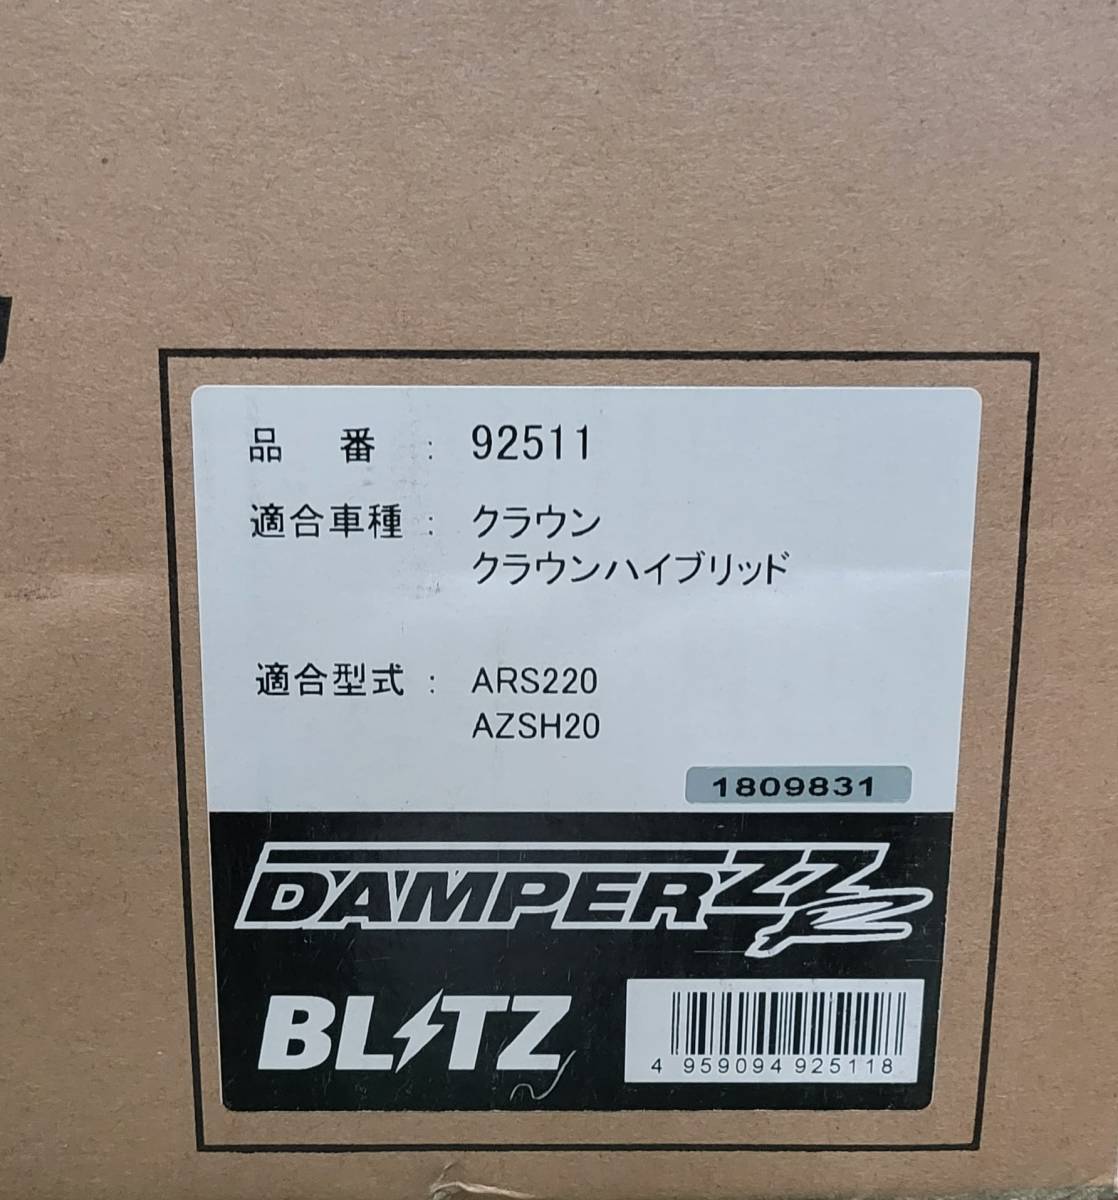 品 番 : 92511
適合車種 : クラウン
クラウンハイブリッド
適合型式 : ARS220
AZSH20
1809831
DAMPER ZZR
BLITZ
4 959094 925118